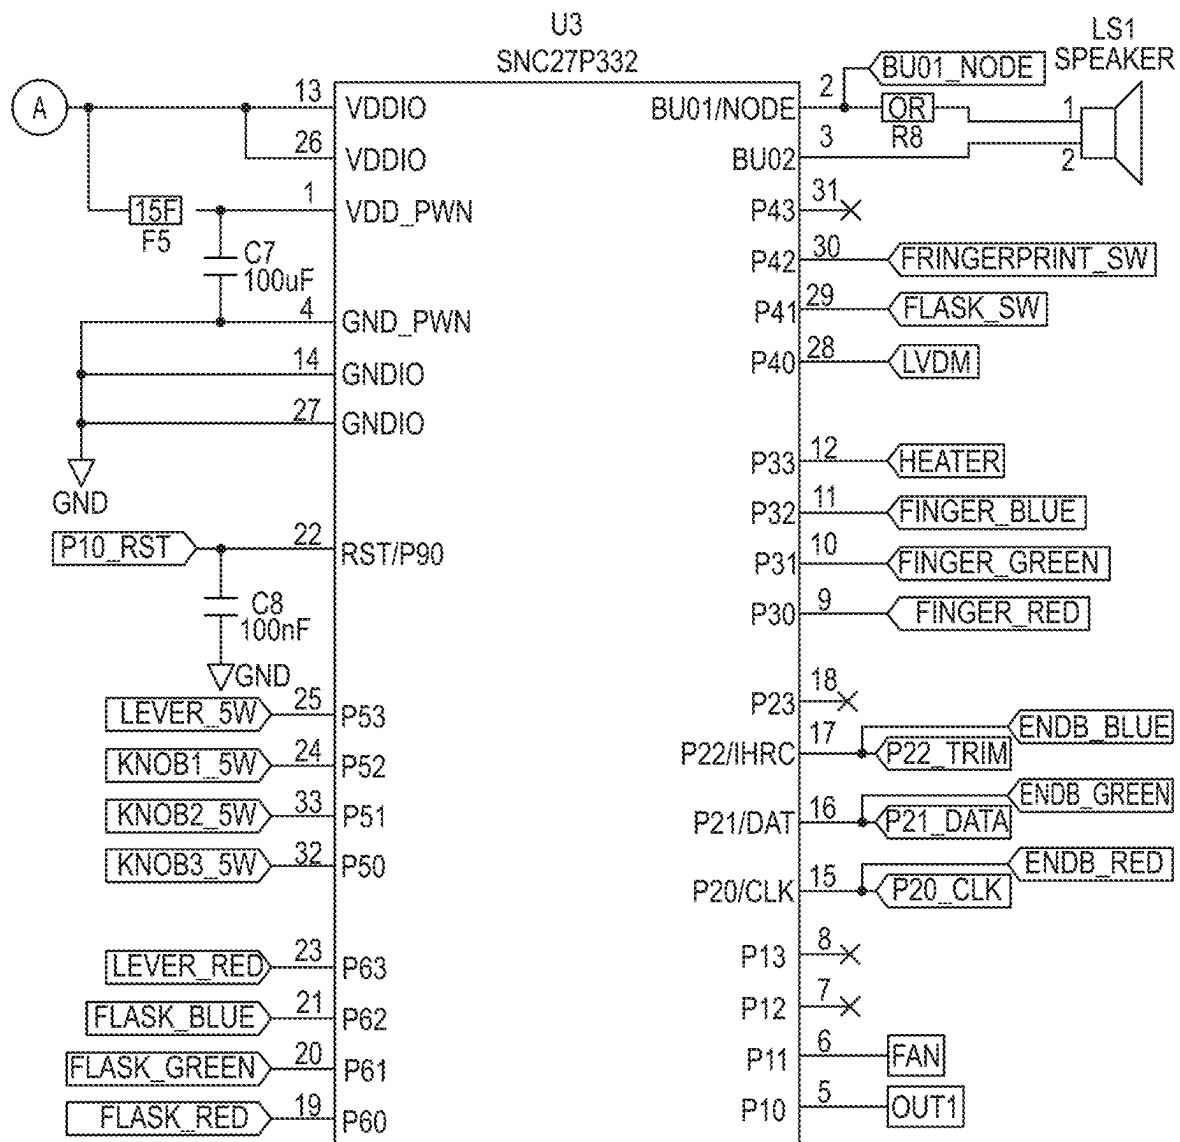 U3
SNC27P332
LS1
SPEAKER
A
13 VDDIO
26 VDDIO
15F
F5
1 VDD_PWN
C7
100uF
4 GND_PWN
14 GNDIO
27 GNDIO
GND
P10_RST 22 RST/P90
C8
100nF
GND
LEVER_5W 25 P53
KNOB1_5W 24 P52
KNOB2_5W 33 P51
KNOB3_5W 32 P50
LEVER_RED 23 P63
FLASK_BLUE 21 P62
FLASK_GREEN 20 P61
FLASK_RED 19 P60
BU01_NODE
BU01/NODE 2 OR 1
R8
BU02 3 2
P43 31
P42 30 FRINGERPRINT_SW
P41 29 FLASK_SW
P40 28 LVDM
P33 12 HEATER
P32 11 FINGER_BLUE
P31 10 FINGER_GREEN
P30 9 FINGER_RED
P23 18
ENDB_BLUE
P22/IHRC 17 P22_TRIM
ENDB_GREEN
P21/DAT 16 P21_DATA
ENDB_RED
P20/CLK 15 P20_CLK
P13 8
P12 7
P11 6 FAN
P10 5 OUT1